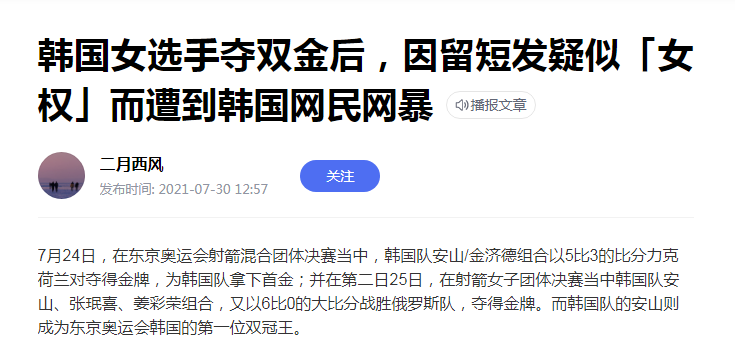 韩国女选手夺双金后，因留短发疑似「女
权」而遭到韩国网民网暴
播报文章
二月西风
发布时间: 2021-07-30 12:57
关注
7月24日，在东京奥运会射箭混合团体决赛当中，韩国队安山/金济德组合以5比3的比分力克
荷兰对夺得金牌，为韩国队拿下首金；并在第二日25日，在射箭女子团体决赛当中韩国队安
山、张珉喜、姜彩荣组合，又以6比0的大比分战胜俄罗斯队，夺得金牌。而韩国队的安山则
成为东京奥运会韩国的第一位双冠王。